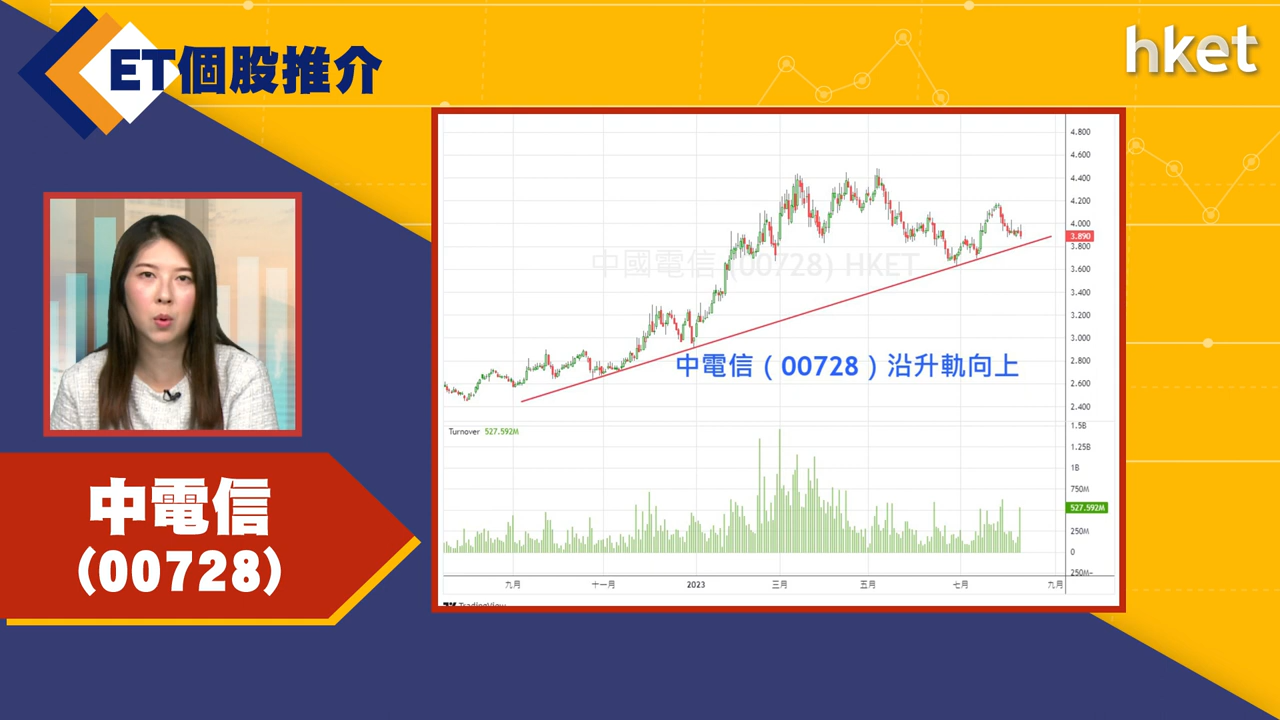 ET個股推介
hket
4.800
4.600
4.400
4.200
4.000
3.890
3.800
3.600
3.400
3.200
3.000
2.800
2.600
2.400
中國電信 (00728) HKET
中電信（00728）沿升軌向上
Turnover 527.592M
1.5B
1.25B
1B
750M
527.592M
250M
0
250M-
九月
十一月
2023
三月
五月
七月
九月
TradingView
中電信
(00728)